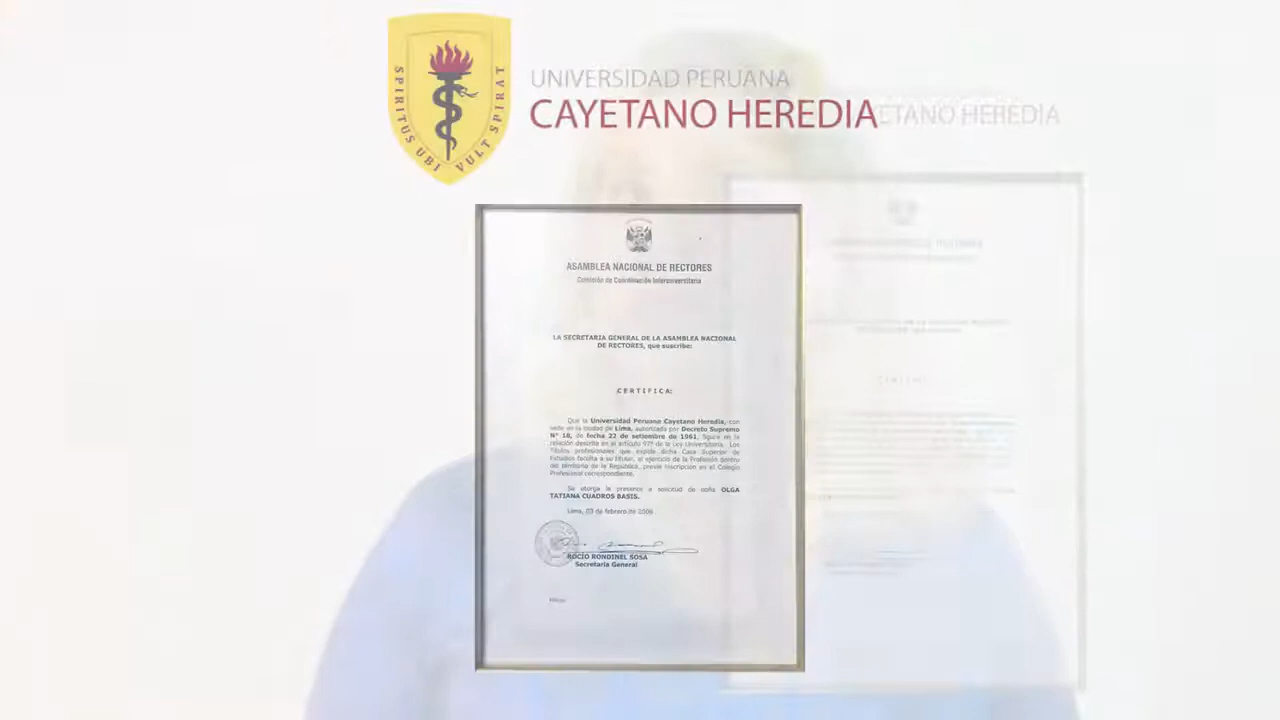 SPIRITUS UBI VULT SPIRAT
UNIVERSIDAD PERUANA
CAYETANO HEREDIA
ETANO HEREDIA
ASAMBLEA NACIONAL DE RECTORES
Comisión de Coordinación Interuniversitaria
LA SECRETARIA GENERAL DE LA ASAMBLEA NACIONAL
DE RECTORES, que suscribe:
CERTIFICA:
Que la Universidad Peruana Cayetano Heredia, con
sede en la ciudad de Lima, autorizada por Decreto Supremo
N° 18, de fecha 22 de setiembre de 1961, figura en la
relación descrita en el artículo 97° de la Ley Universitaria. Los
Títulos profesionales que expide dicha Casa Superior de
Estudios faculta a su titular, al ejercicio de la Profesión dentro
del territorio de la República, previa inscripción en el Colegio
Profesional correspondiente.
Se otorga la presente a solicitud de doña OLGA
TATIANA CUADROS BASIS.
Lima, 03 de febrero de
ROCÍO RONDINEL SOSA
Secretaria General